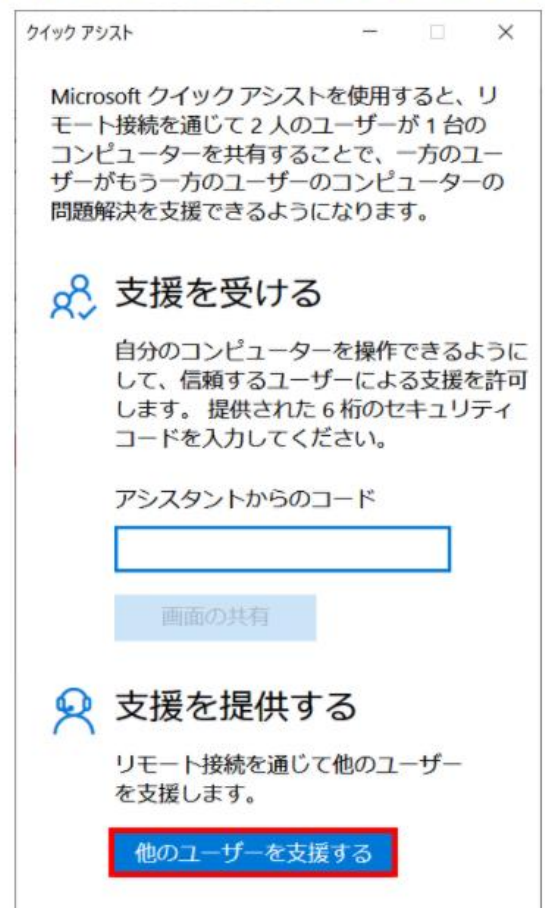 クイック アシスト
Microsoft クイック アシストを使用すると、リ
モート接続を通じて 2 人のユーザーが 1 台の
コンピューターを共有することで、一方のユー
ザーがもう一方のユーザーのコンピューターの
問題解決を支援できるようになります。
支援を受ける
自分のコンピューターを操作できるように
して、信頼するユーザーによる支援を許可
します。 提供された 6 桁のセキュリティ
コードを入力してください。
アシスタントからのコード
画面の共有
支援を提供する
リモート接続を通じて他のユーザー
を支援します。
他のユーザーを支援する